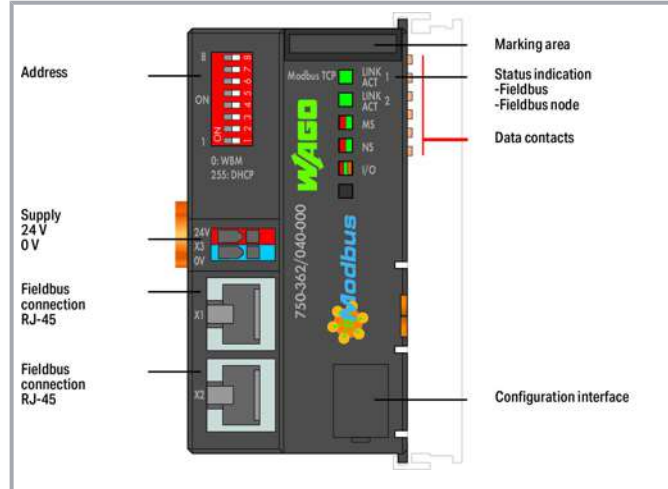 Address
8
ON
1
8
7
6
5
4
3
2
1
ON
0: WBM
255: DHCP
Supply
24 V
0 V
24V
X3
0V
Fieldbus
connection
RJ-45
X1
Fieldbus
connection
RJ-45
X2
Marking area
Modbus TCP
LINK
ACT 1
LINK
ACT 2
MS
NS
I/O
Status indication
-Fieldbus
-Fieldbus node
Data contacts
WAGO
750-362/040-000
Modbus
Configuration interface